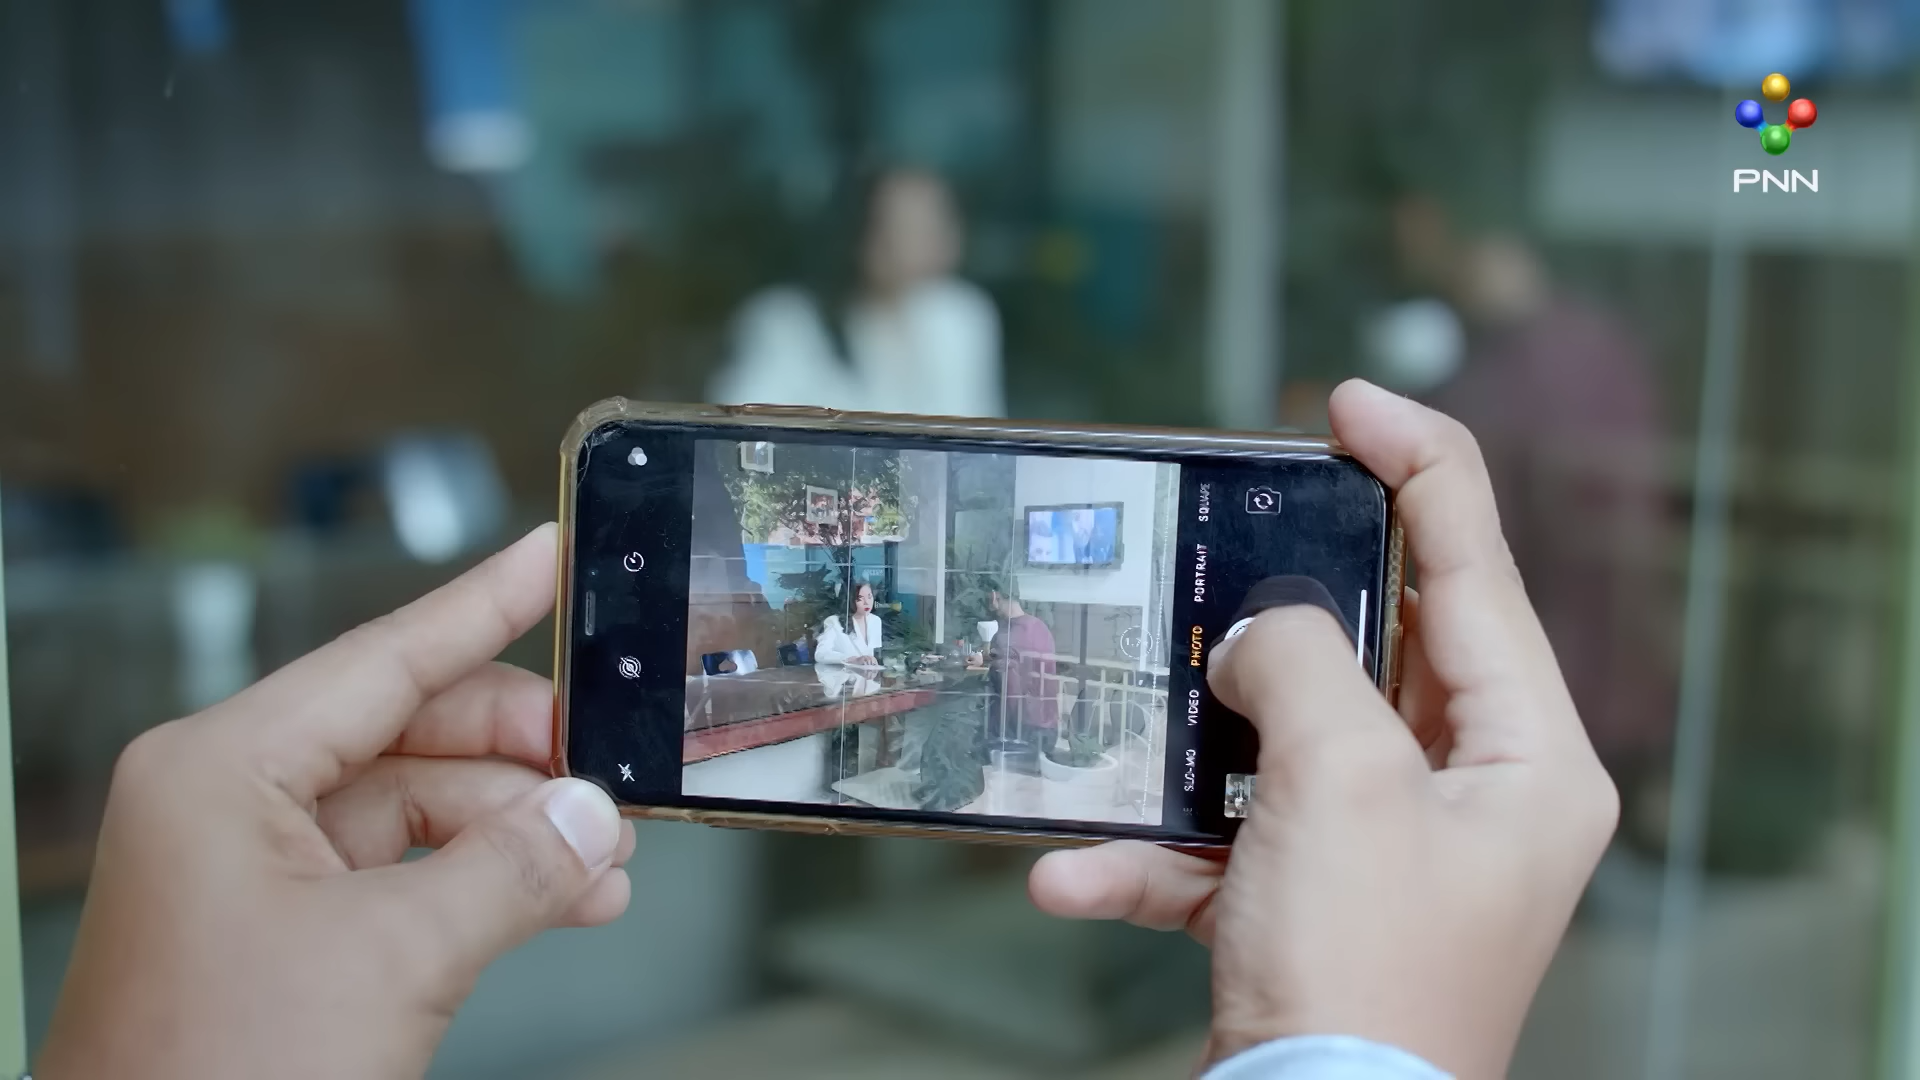 PNN
SQUARE
PORTRAIT
PHOTO
VIDEO
SLO-MO